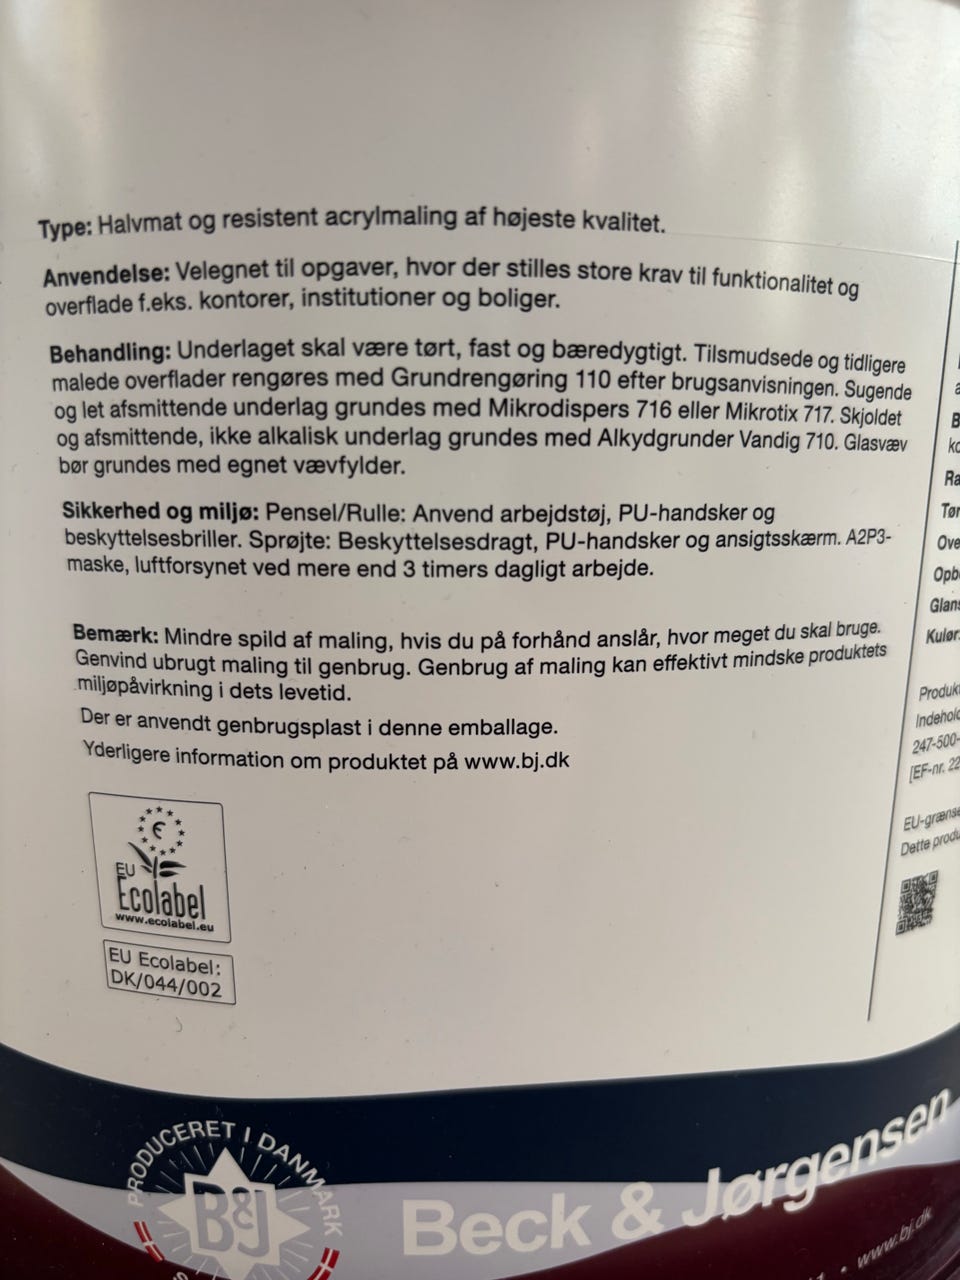 Type: Halvmat og resistent acrylmaling af højeste kvalitet.
Anvendelse: Velegnet til opgaver, hvor der stilles store krav til funktionalitet og
overflade f.eks. kontorer, institutioner og boliger.
Behandling: Underlaget skal være tørt, fast og bæredygtigt. Tilsmudsede og tidligere
malede overflader rengøres med Grundrengøring 110 efter brugsanvisningen. Sugende
og let afsmittende underlag grundes med Mikrodispers 716 eller Mikrotix 717. Skjoldet
og afsmittende, ikke alkalisk underlag grundes med Alkydgrunder Vandig 710. Glasvæv
bør grundes med egnet vævfylder.
Sikkerhed og miljø: Pensel/Rulle: Anvend arbejdstøj, PU-handsker og
beskyttelsesbriller. Sprøjte: Beskyttelsesdragt, PU-handsker og ansigtsskærm. A2P3-
maske, luftforsynet ved mere end 3 timers dagligt arbejde.
Bemærk: Mindre spild af maling, hvis du på forhånd anslår, hvor meget du skal bruge.
Genvind ubrugt maling til genbrug. Genbrug af maling kan effektivt mindske produktets
miljøpåvirkning i dets levetid.
Der er anvendt genbrugsplast i denne emballage.
Yderligere information om produktet på www.bj.dk
EU
Ecolabel
www.ecolabel.eu
EU Ecolabel:
DK/044/002
Glans
Kulør:
247-500-
[EF-nr. 22
Dette
PRODUCERET I DANMARK
B&J
Beck & Jørgensen
www.bj.dk